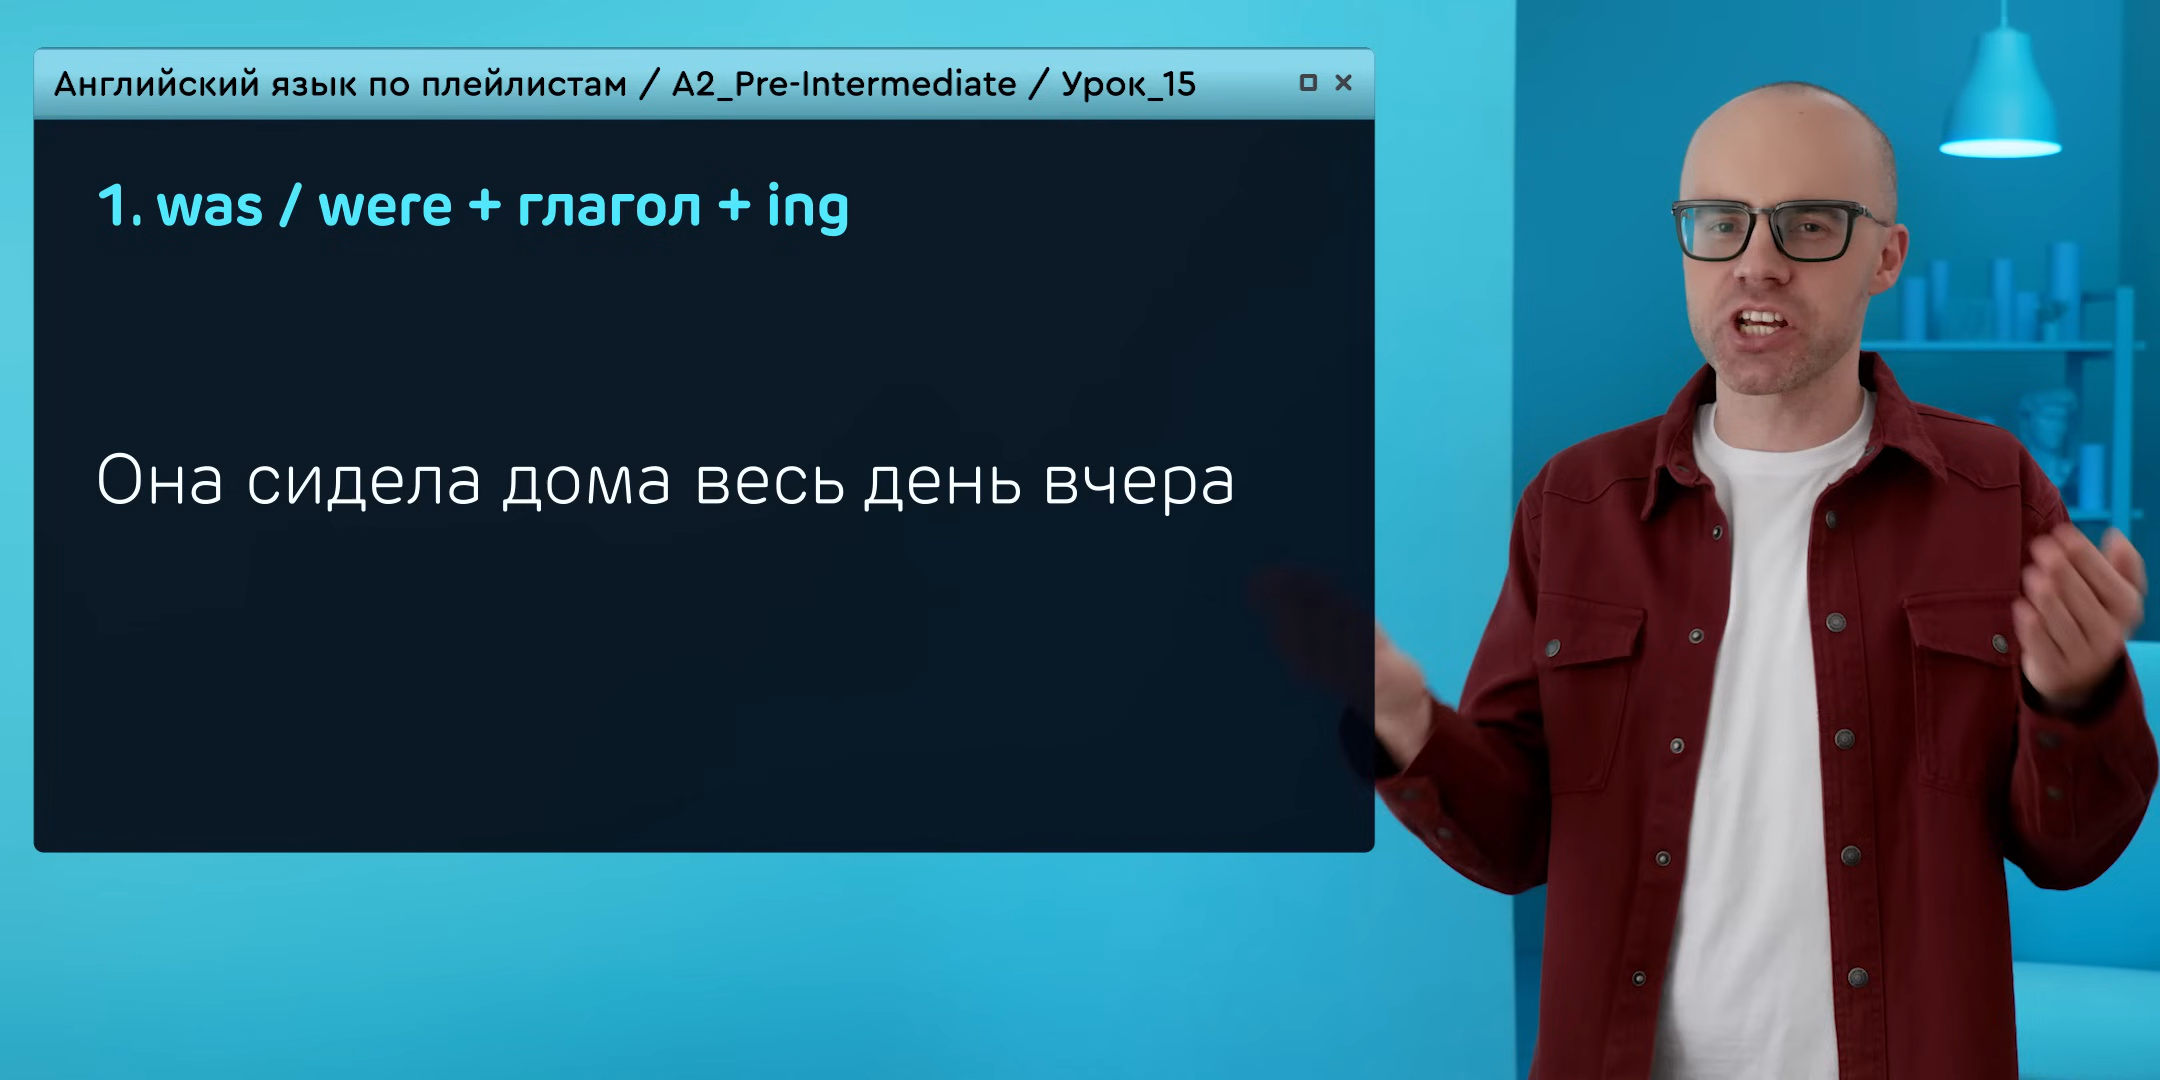 Английский язык по плейлистам / A2_Pre-Intermediate / Урок_15
1. was / were + глагол + ing
Она сидела дома весь день вчера